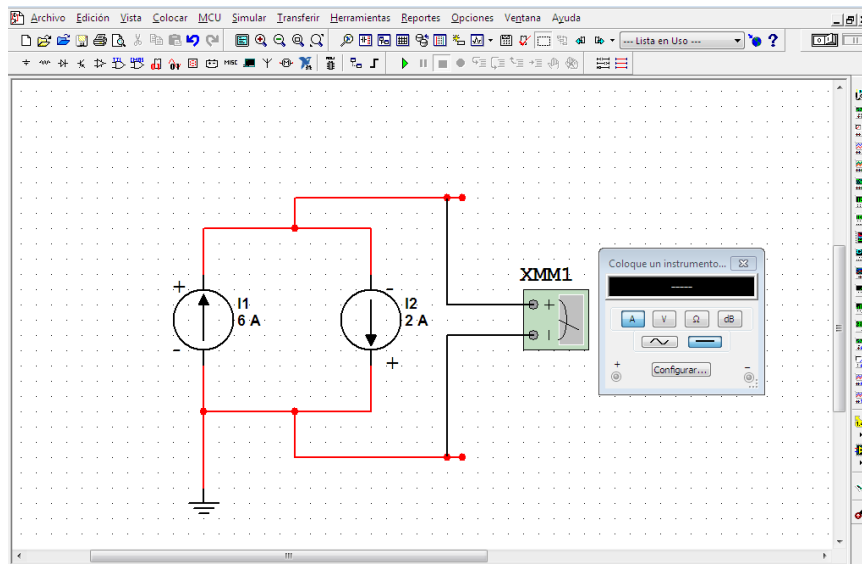 Archivo Edición Vista Colocar MCU Simular Transferir Herramientas Reportes Opciones Ventana Ayuda
--- Lista en Uso ---
MISC
XMM1
Coloque un instrumento...
-----
A V Ω dB
Configurar...
+ -
+
I1
6 A
-
-
I2
2 A
+
+